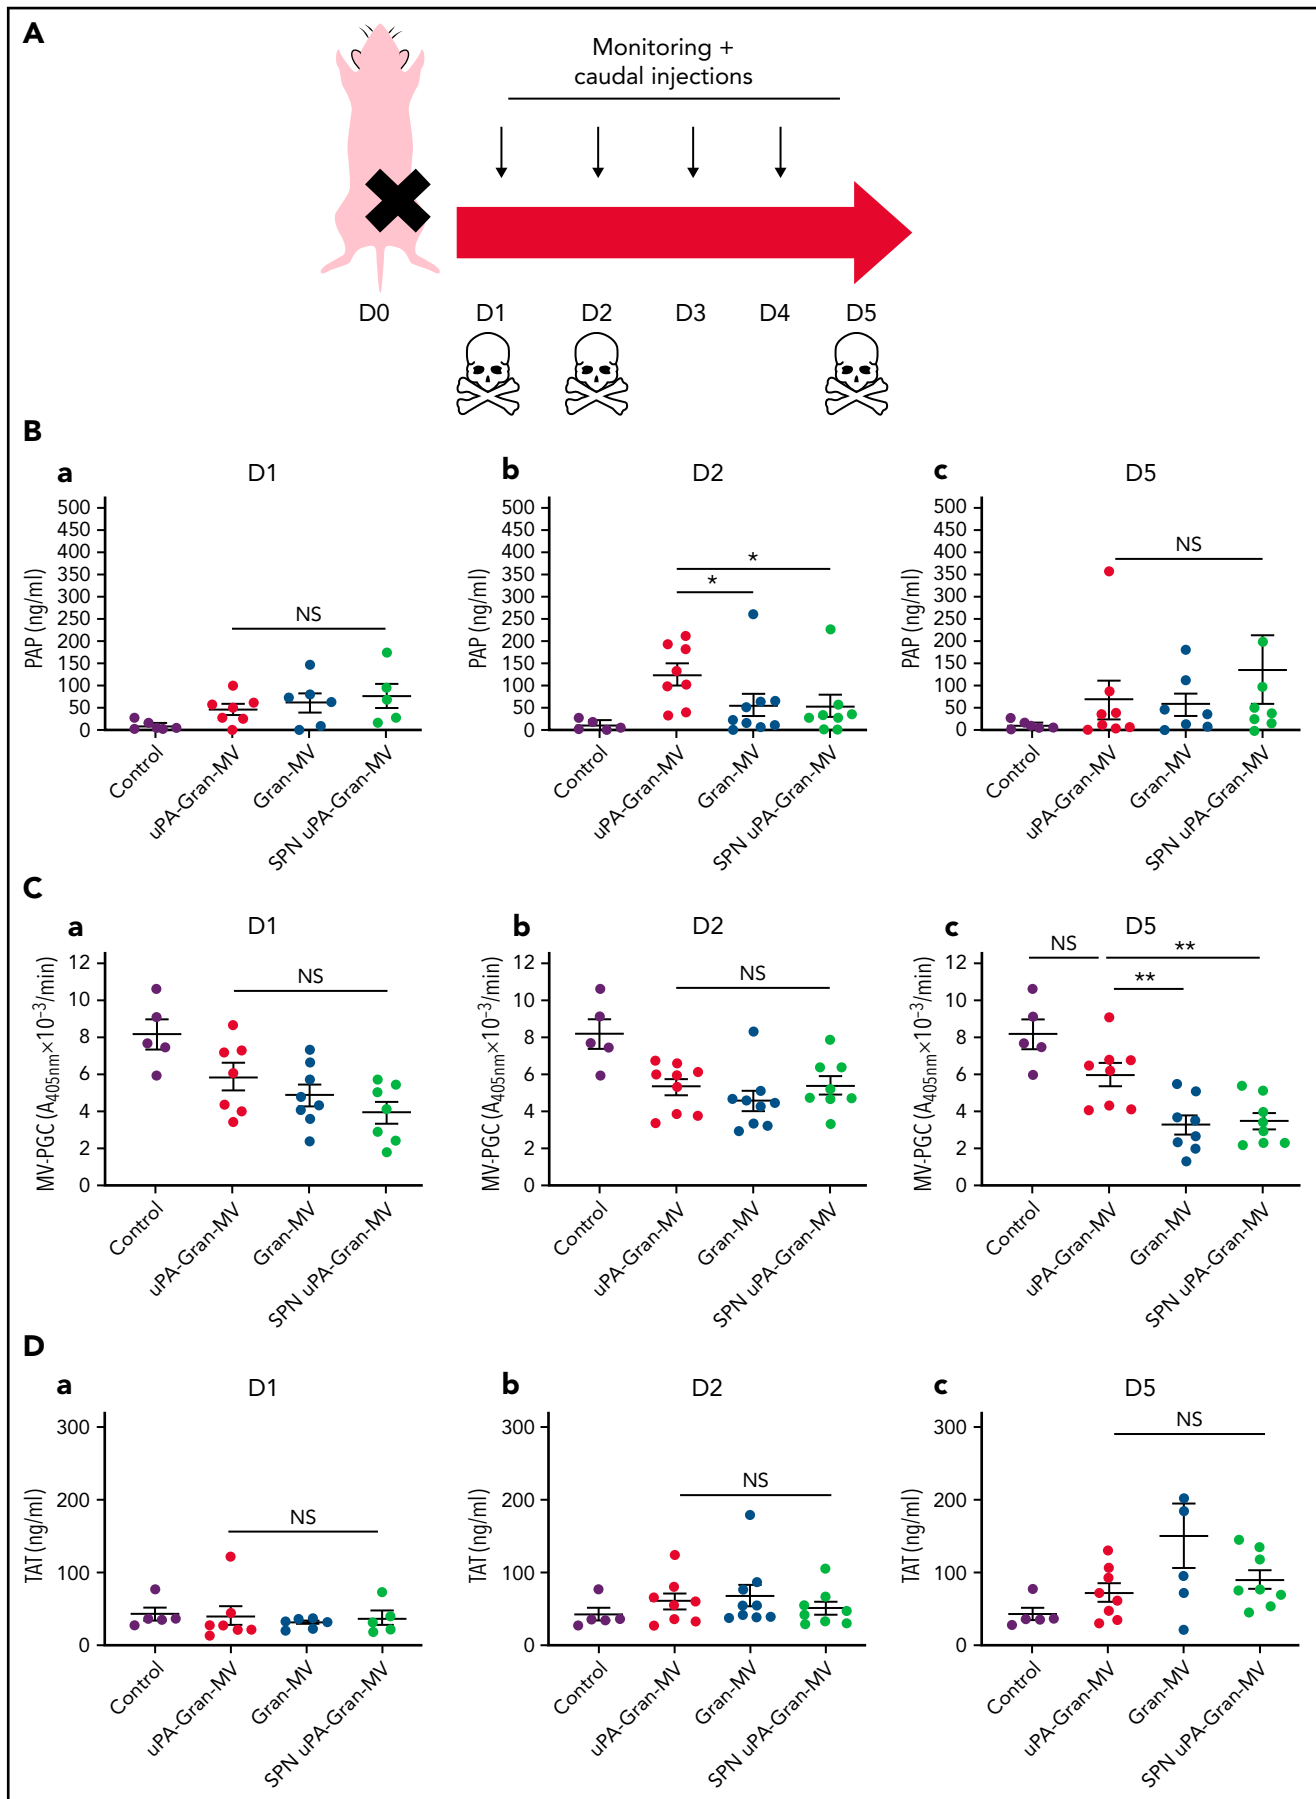 A
Monitoring +
caudal injections
D0 D1 D2 D3 D4 D5
B
a D1
PAP (ng/ml)
500
450
400
350
300
250
200
150
100
50
0
NS
Control uPA-Gran-MV Gran-MV SPN uPA-Gran-MV
b D2
PAP (ng/ml)
500
450
400
350
300
250
200
150
100
50
0
*
*
Control uPA-Gran-MV Gran-MV SPN uPA-Gran-MV
c D5
PAP (ng/ml)
500
450
400
350
300
250
200
150
100
50
0
NS
Control uPA-Gran-MV Gran-MV SPN uPA-Gran-MV
C
a D1
MV-PGC (A405nm×10−3/min)
12
10
8
6
4
2
0
NS
Control uPA-Gran-MV Gran-MV SPN uPA-Gran-MV
b D2
MV-PGC (A405nm×10−3/min)
12
10
8
6
4
2
0
NS
Control uPA-Gran-MV Gran-MV SPN uPA-Gran-MV
c D5
MV-PGC (A405nm×10−3/min)
12
10
8
6
4
2
0
NS **
**
Control uPA-Gran-MV Gran-MV SPN uPA-Gran-MV
D
a D1
TAT (ng/ml)
300
200
100
0
NS
Control uPA-Gran-MV Gran-MV SPN uPA-Gran-MV
b D2
TAT (ng/ml)
300
200
100
0
NS
Control uPA-Gran-MV Gran-MV SPN uPA-Gran-MV
c D5
TAT (ng/ml)
300
200
100
0
NS
Control uPA-Gran-MV Gran-MV SPN uPA-Gran-MV